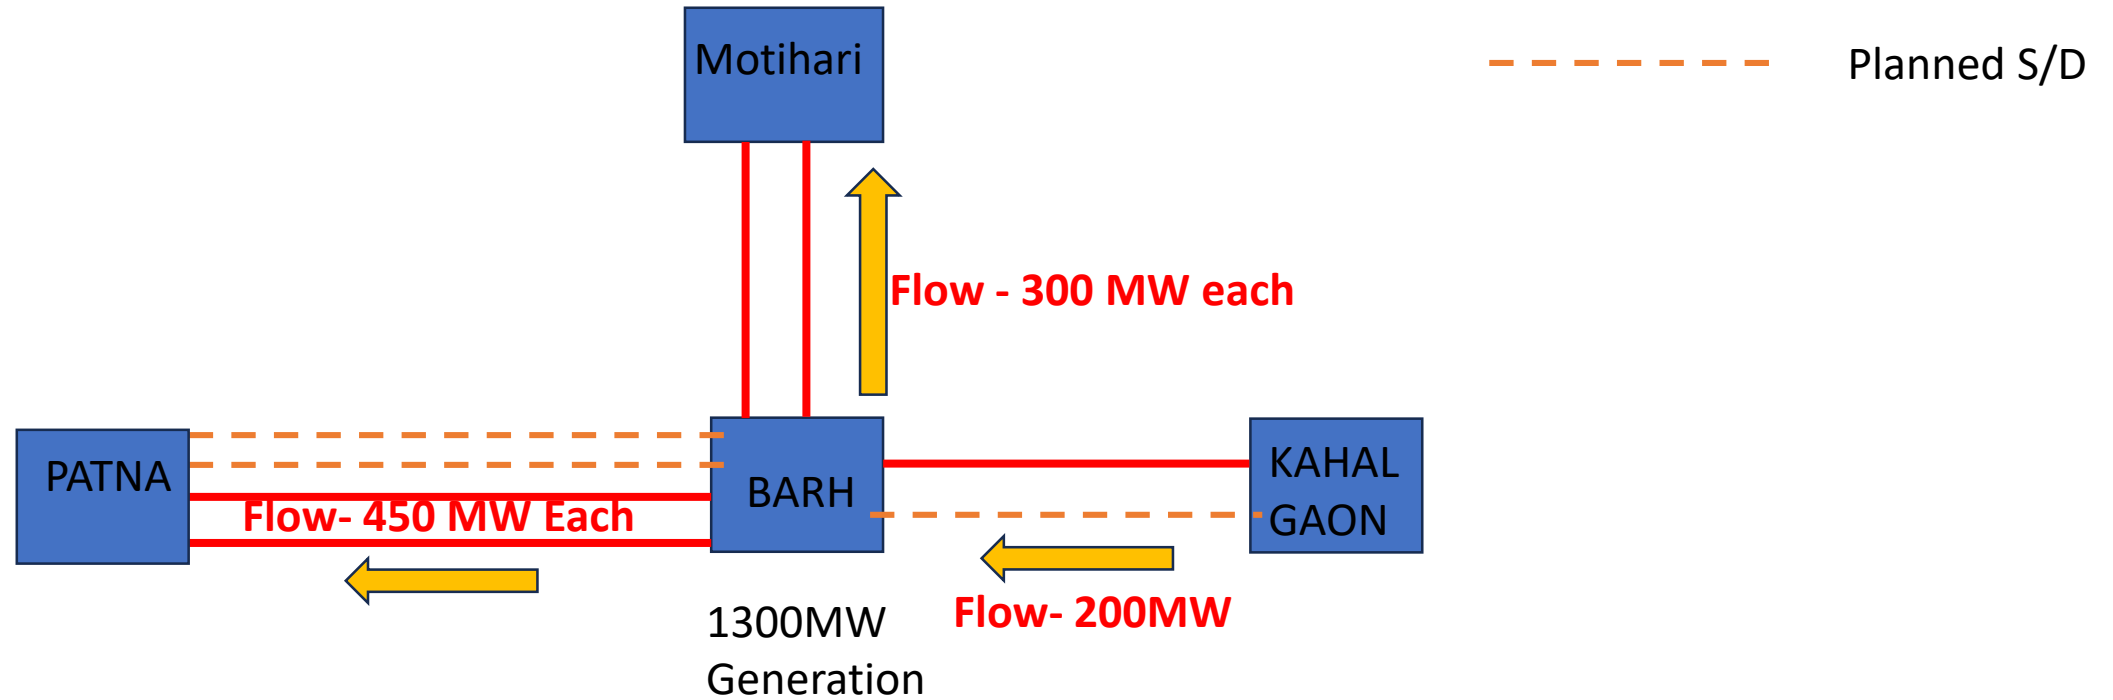 Motihari
Planned S/D
Flow - 300 MW each
PATNA
Flow- 450 MW Each
BARH
KAHAL
GAON
1300MW
Generation
Flow- 200MW